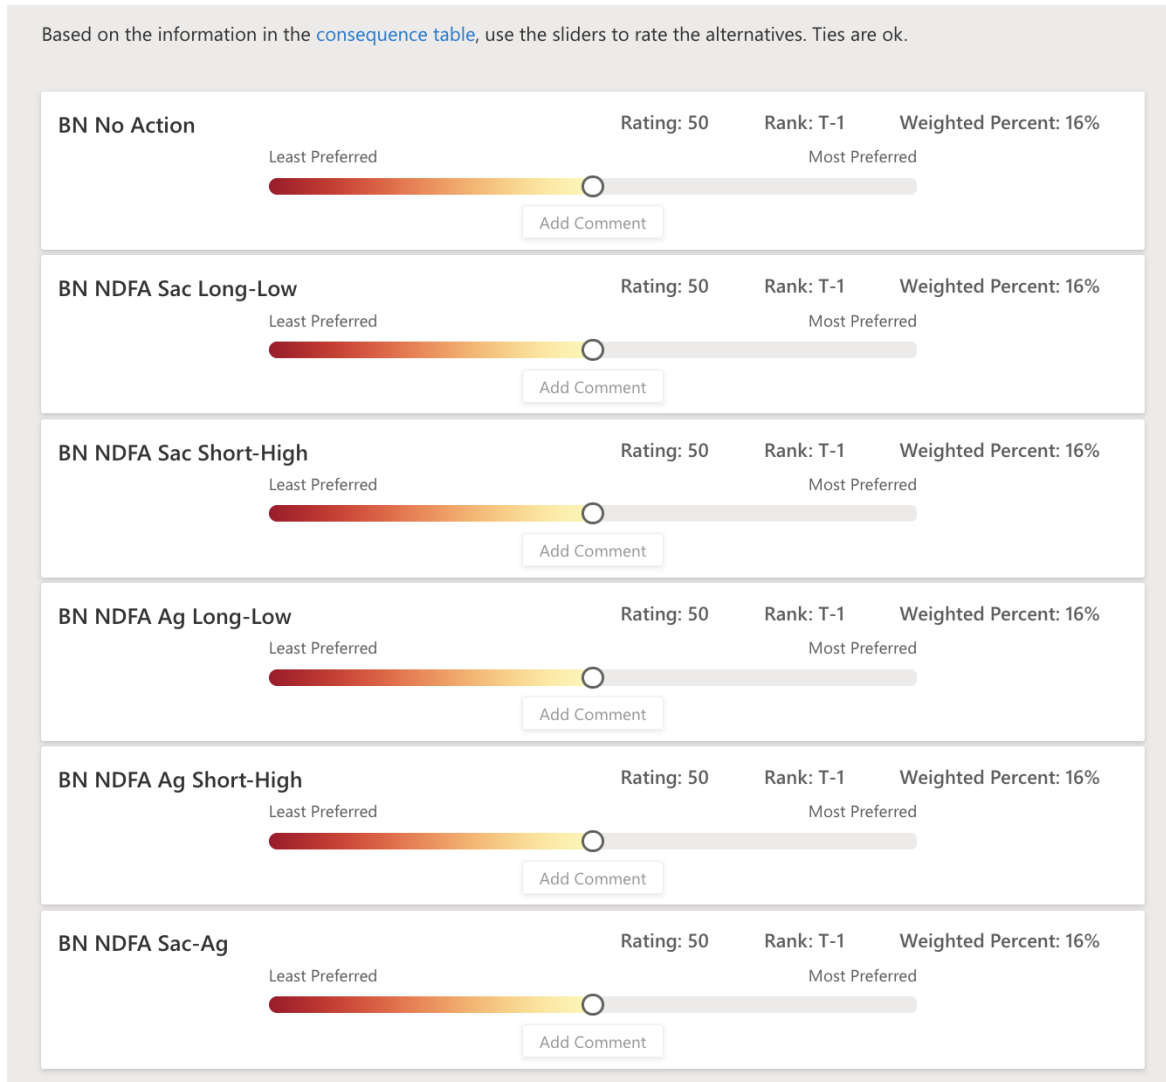 Based on the information in the consequence table, use the sliders to rate the alternatives. Ties are ok.
BN No Action Rating: 50 Rank: T-1 Weighted Percent: 16%
Least Preferred Most Preferred
Add Comment
BN NDFA Sac Long-Low Rating: 50 Rank: T-1 Weighted Percent: 16%
Least Preferred Most Preferred
Add Comment
BN NDFA Sac Short-High Rating: 50 Rank: T-1 Weighted Percent: 16%
Least Preferred Most Preferred
Add Comment
BN NDFA Ag Long-Low Rating: 50 Rank: T-1 Weighted Percent: 16%
Least Preferred Most Preferred
Add Comment
BN NDFA Ag Short-High Rating: 50 Rank: T-1 Weighted Percent: 16%
Least Preferred Most Preferred
Add Comment
BN NDFA Sac-Ag Rating: 50 Rank: T-1 Weighted Percent: 16%
Least Preferred Most Preferred
Add Comment